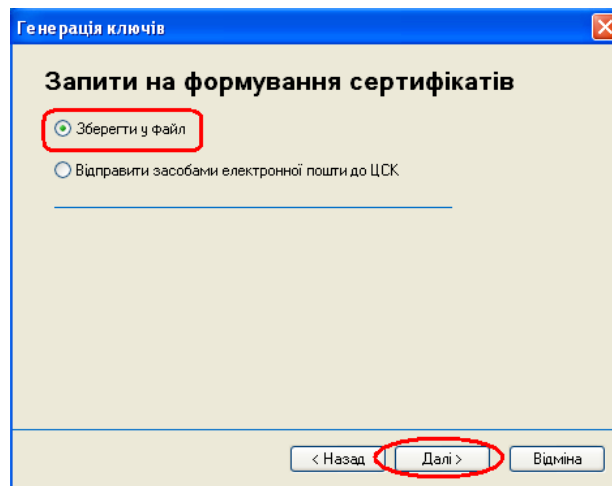 Генерація ключів
Запити на формування сертифікатів
Зберегти у файл
Відправити засобами електронної пошти до ЦСК
< Назад
Далі >
Відміна